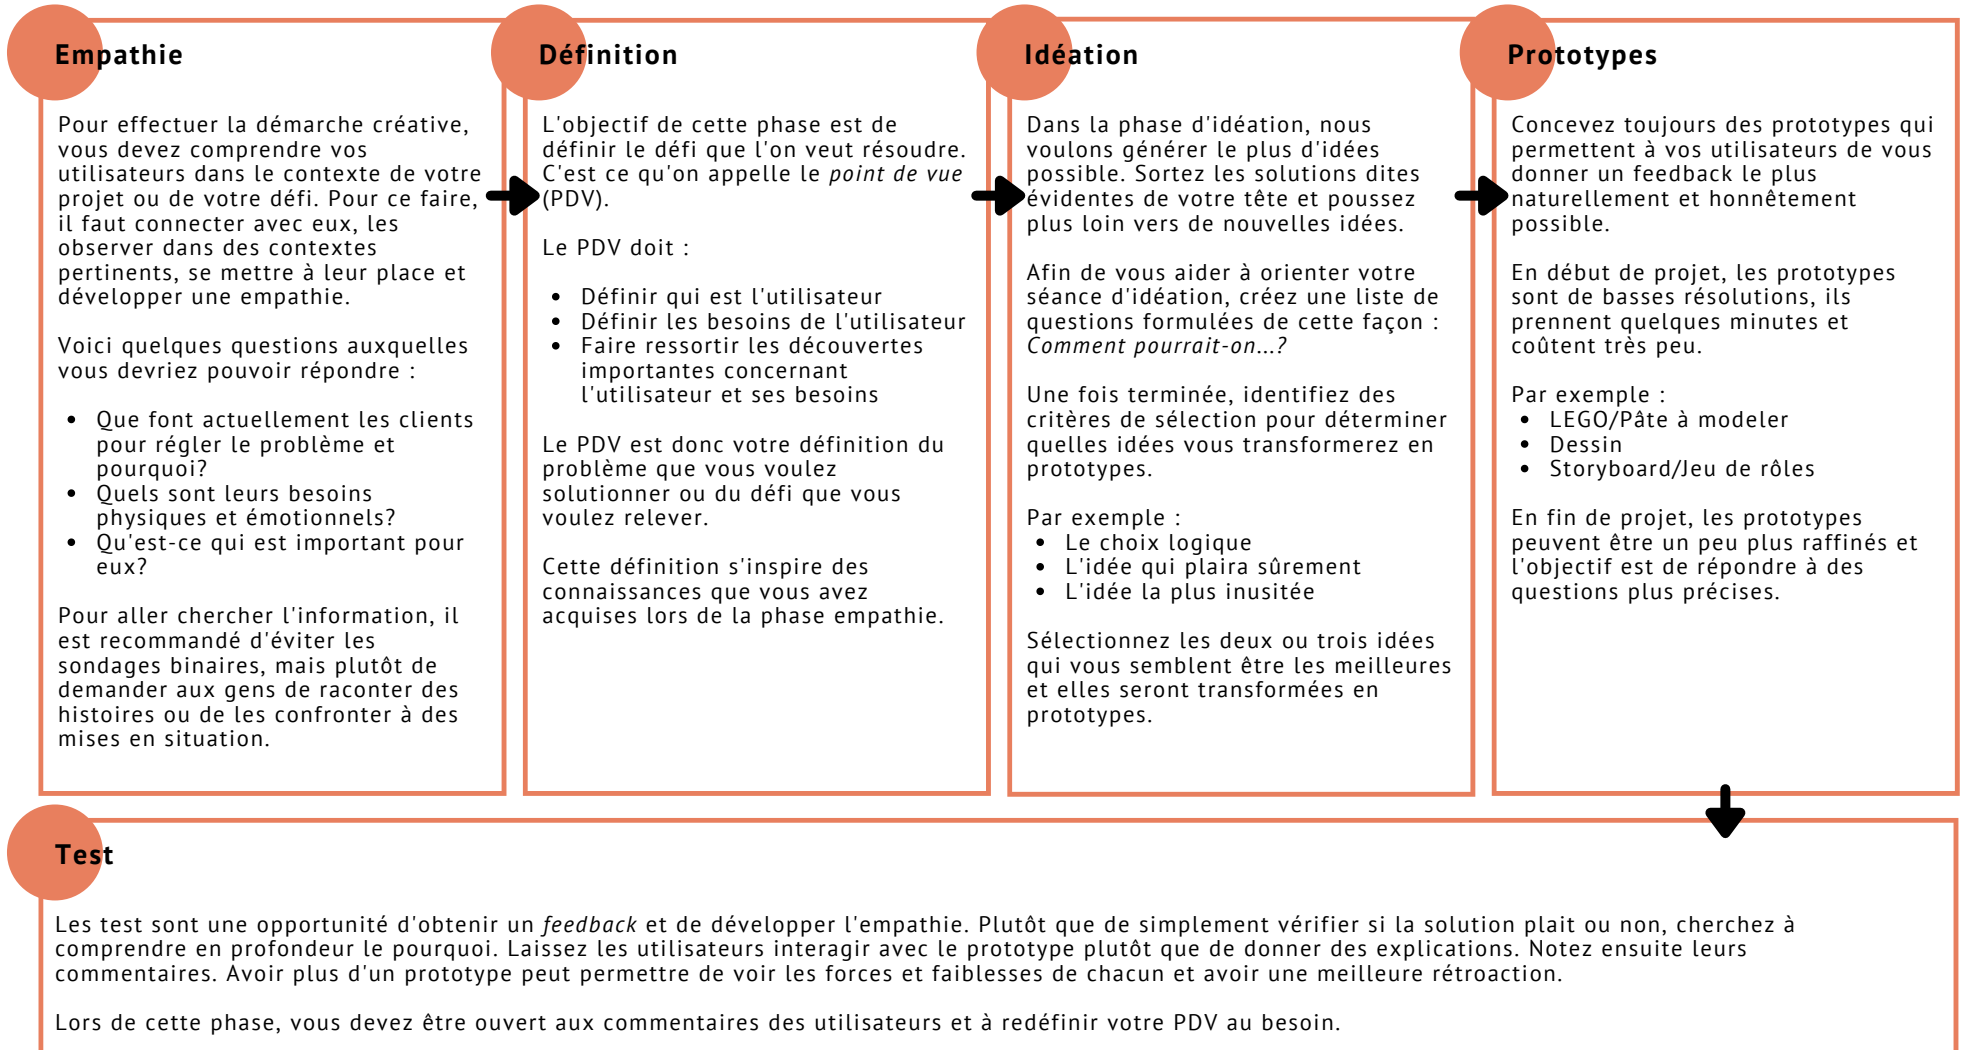 Empathie
Pour effectuer la démarche créative,
vous devez comprendre vos
utilisateurs dans le contexte de votre
projet ou de votre défi. Pour ce faire,
il faut connecter avec eux, les
observer dans des contextes
pertinents, se mettre à leur place et
développer une empathie.
Voici quelques questions auxquelles
vous devriez pouvoir répondre :
• Que font actuellement les clients
pour régler le problème et
pourquoi?
• Quels sont leurs besoins
physiques et émotionnels?
• Qu'est-ce qui est important pour
eux?
Pour aller chercher l'information, il
est recommandé d'éviter les
sondages binaires, mais plutôt de
demander aux gens de raconter des
histoires ou de les confronter à des
mises en situation.
Définition
L'objectif de cette phase est de
définir le défi que l'on veut résoudre.
C'est ce qu'on appelle le point de vue
(PDV).
Le PDV doit :
• Définir qui est l'utilisateur
• Définir les besoins de l'utilisateur
• Faire ressortir les découvertes
importantes concernant
l'utilisateur et ses besoins
Le PDV est donc votre définition du
problème que vous voulez
solutionner ou du défi que vous
voulez relever.
Cette définition s'inspire des
connaissances que vous avez
acquises lors de la phase empathie.
Idéation
Dans la phase d'idéation, nous
voulons générer le plus d'idées
possible. Sortez les solutions dites
évidentes de votre tête et poussez
plus loin vers de nouvelles idées.
Afin de vous aider à orienter votre
séance d'idéation, créez une liste de
questions formulées de cette façon :
Comment pourrait-on...?
Une fois terminée, identifiez des
critères de sélection pour déterminer
quelles idées vous transformerez en
prototypes.
Par exemple :
• Le choix logique
• L'idée qui plaira sûrement
• L'idée la plus inusitée
Sélectionnez les deux ou trois idées
qui vous semblent être les meilleures
et elles seront transformées en
prototypes.
Prototypes
Concevez toujours des prototypes qui
permettent à vos utilisateurs de vous
donner un feedback le plus
naturellement et honnêtement
possible.
En début de projet, les prototypes
sont de basses résolutions, ils
prennent quelques minutes et
coûtent très peu.
Par exemple :
• LEGO/Pâte à modeler
• Dessin
• Storyboard/Jeu de rôles
En fin de projet, les prototypes
peuvent être un peu plus raffinés et
l'objectif est de répondre à des
questions plus précises.
Test
Les test sont une opportunité d'obtenir un feedback et de développer l'empathie. Plutôt que de simplement vérifier si la solution plait ou non, cherchez à
comprendre en profondeur le pourquoi. Laissez les utilisateurs interagir avec le prototype plutôt que de donner des explications. Notez ensuite leurs
commentaires. Avoir plus d'un prototype peut permettre de voir les forces et faiblesses de chacun et avoir une meilleure rétroaction.
Lors de cette phase, vous devez être ouvert aux commentaires des utilisateurs et à redéfinir votre PDV au besoin.